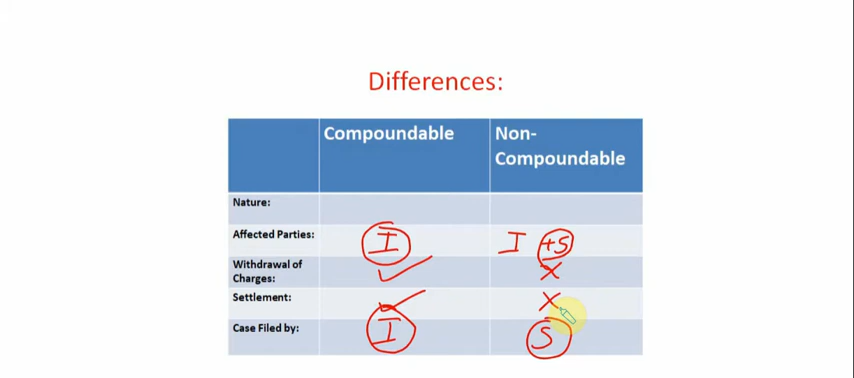 Differences:
Compoundable Non-
Compoundable
Nature:
Affected Parties: I I +S
Withdrawal of
Charges: ✓ X
Settlement: ✓ X
Case Filed by: I S